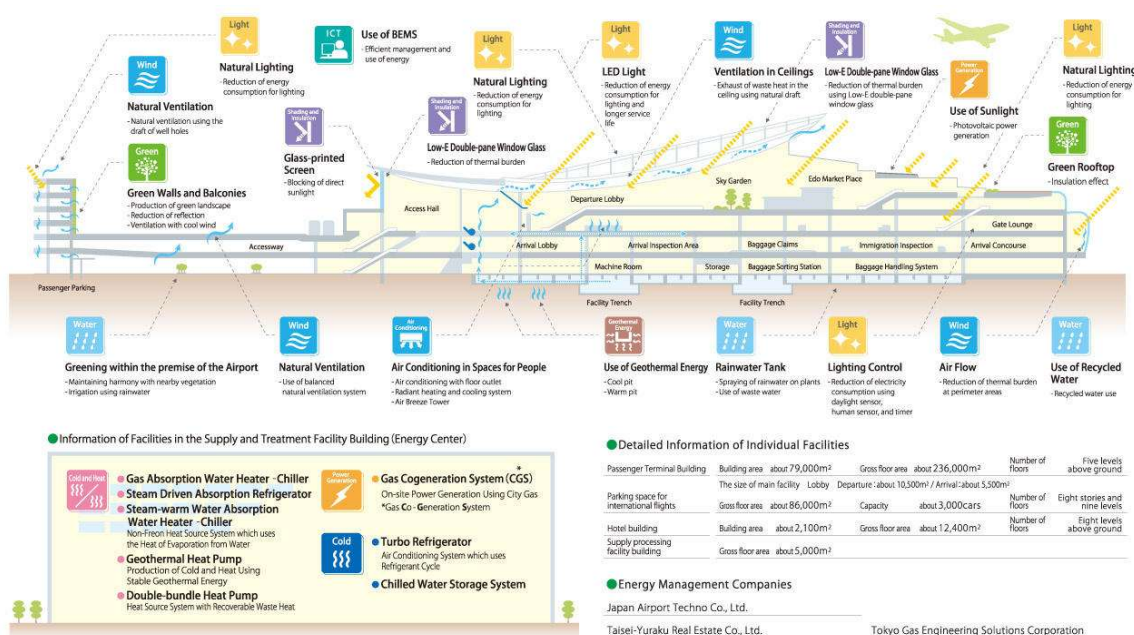 Light
Natural Lighting
- Reduction of energy
consumption for lighting
ICT
Use of BEMS
- Efficient management and
use of energy
Light
Natural Lighting
- Reduction of energy
consumption for
lighting
Light
LED Light
- Reduction of energy
consumption for
lighting and
longer service
life
Wind
Ventilation in Ceilings
- Exhaust of waste heat in the
ceiling using natural draft
Shading and
Insulation
Low-E Double-pane Window Glass
- Reduction of thermal burden
using Low-E double-pane
window glass
Power
Generation
Use of Sunlight
- Photovoltaic power
generation
Light
Natural Lighting
- Reduction of energy
consumption for
lighting
Wind
Natural Ventilation
- Natural ventilation using the
draft of well holes
Green
Green Walls and Balconies
- Production of green landscape
- Reduction of reflection
- Ventilation with cool wind
Shading and
Insulation
Glass-printed
Screen
- Blocking of direct
sunlight
Shading and
Insulation
Low-E Double-pane Window Glass
- Reduction of thermal burden
Green
Green Rooftop
- Insulation effect
Sky Garden
Edo Market Place
Departure Lobby
Access Hall
Gate Lounge
Accessway
Arrival Lobby
Arrival Inspection Area
Baggage Claims
Immigration Inspection
Arrival Concourse
Machine Room
Storage
Baggage Sorting Station
Baggage Handling System
Passenger Parking
Facility Trench
Facility Trench
Water
Greening within the premise of the Airport
- Maintaining harmony with nearby vegetation
- Irrigation using rainwater
Wind
Natural Ventilation
- Use of balanced
natural ventilation system
Air
Conditioning
Air Conditioning in Spaces for People
- Air conditioning with floor outlet
- Radiant heating and cooling system
- Air Breeze Tower
Geothermal
Energy
Use of Geothermal Energy
- Cool pit
- Warm pit
Water
Rainwater Tank
- Spraying of rainwater on plants
- Use of waste water
Light
Lighting Control
- Reduction of electricity
consumption using
daylight sensor,
human sensor, and timer
Wind
Air Flow
- Reduction of thermal burden
at perimeter areas
Water
Use of Recycled
Water
- Recycled water use
Information of Facilities in the Supply and Treatment Facility Building (Energy Center)
Cold and Heat
Gas Absorption Water Heater - Chiller
Steam Driven Absorption Refrigerator
Steam-warm Water Absorption
Water Heater - Chiller
Non-Freon Heat Source System which uses
the Heat of Evaporation from Water
Geothermal Heat Pump
Production of Cold and Heat Using
Stable Geothermal Energy
Double-bundle Heat Pump
Heat Source System with Recoverable Waste Heat
Power
Generation
Gas Cogeneration System (CGS)*
On-site Power Generation Using City Gas
*Gas Co-Generation System
Cold
Turbo Refrigerator
Air Conditioning System which uses
Refrigerant Cycle
Chilled Water Storage System
Detailed Information of Individual Facilities
Passenger Terminal Building Building area about 79,000m² Gross floor area about 236,000m² Number of floors Five levels above ground
The size of main facility Lobby Departure : about 10,500m² / Arrival : about 5,500m²
Parking space for international flights Gross floor area about 86,000m² Capacity about 3,000cars Number of floors Eight stories and nine levels
Hotel building Building area about 2,100m² Gross floor area about 12,400m² Number of floors Eight levels above ground
Supply processing facility building Gross floor area about 5,000m²
Energy Management Companies
Japan Airport Techno Co., Ltd.
Taisei-Yuraku Real Estate Co., Ltd. Tokyo Gas Engineering Solutions Corporation